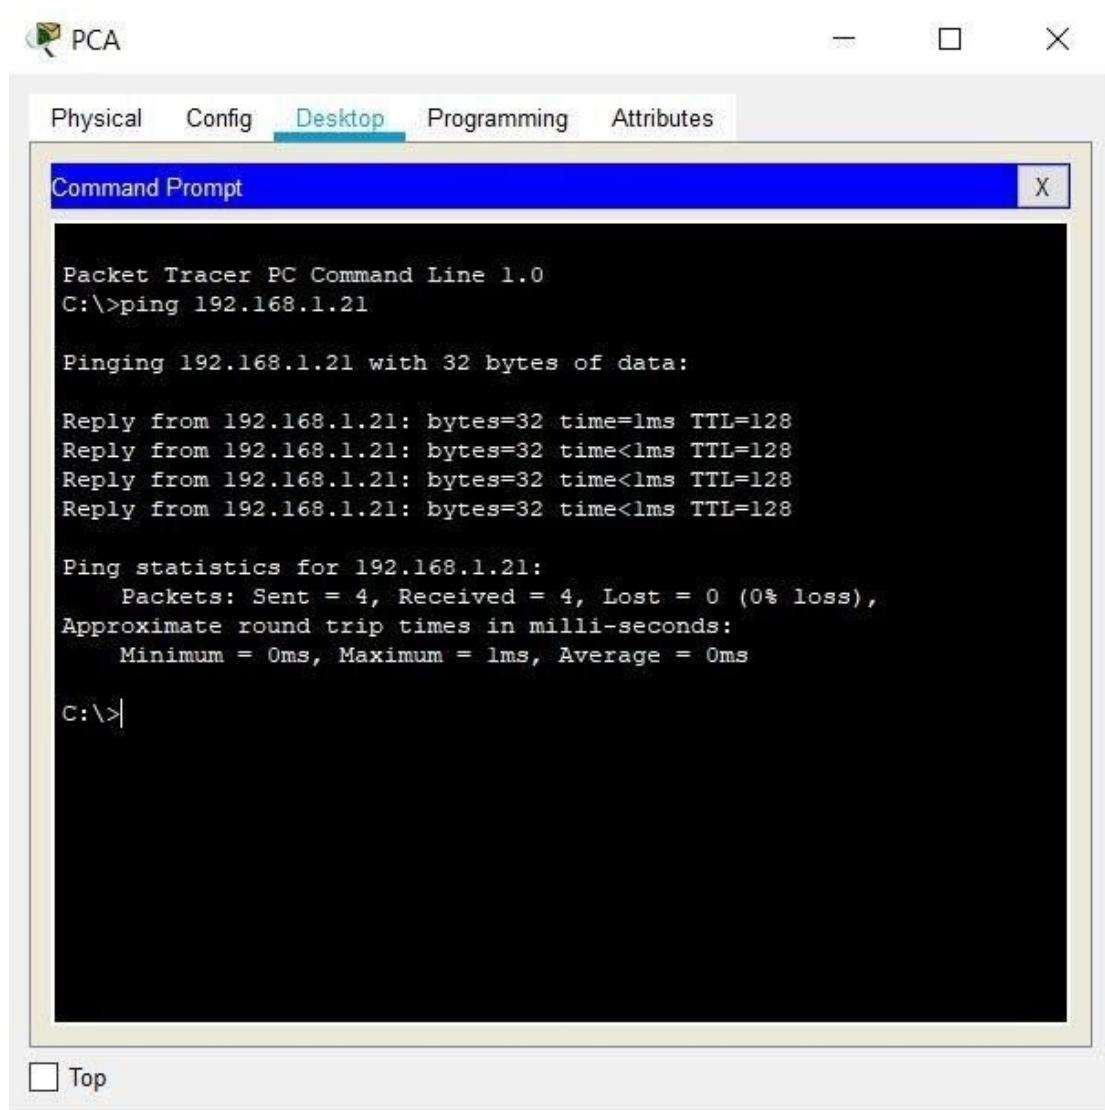 PCA
Physical Config Desktop Programming Attributes
Command Prompt X
Packet Tracer PC Command Line 1.0
C:\>ping 192.168.1.21
Pinging 192.168.1.21 with 32 bytes of data:
Reply from 192.168.1.21: bytes=32 time=1ms TTL=128
Reply from 192.168.1.21: bytes=32 time<1ms TTL=128
Reply from 192.168.1.21: bytes=32 time<1ms TTL=128
Reply from 192.168.1.21: bytes=32 time<1ms TTL=128
Ping statistics for 192.168.1.21:
Packets: Sent = 4, Received = 4, Lost = 0 (0% loss),
Approximate round trip times in milli-seconds:
Minimum = 0ms, Maximum = 1ms, Average = 0ms
C:\>
Top